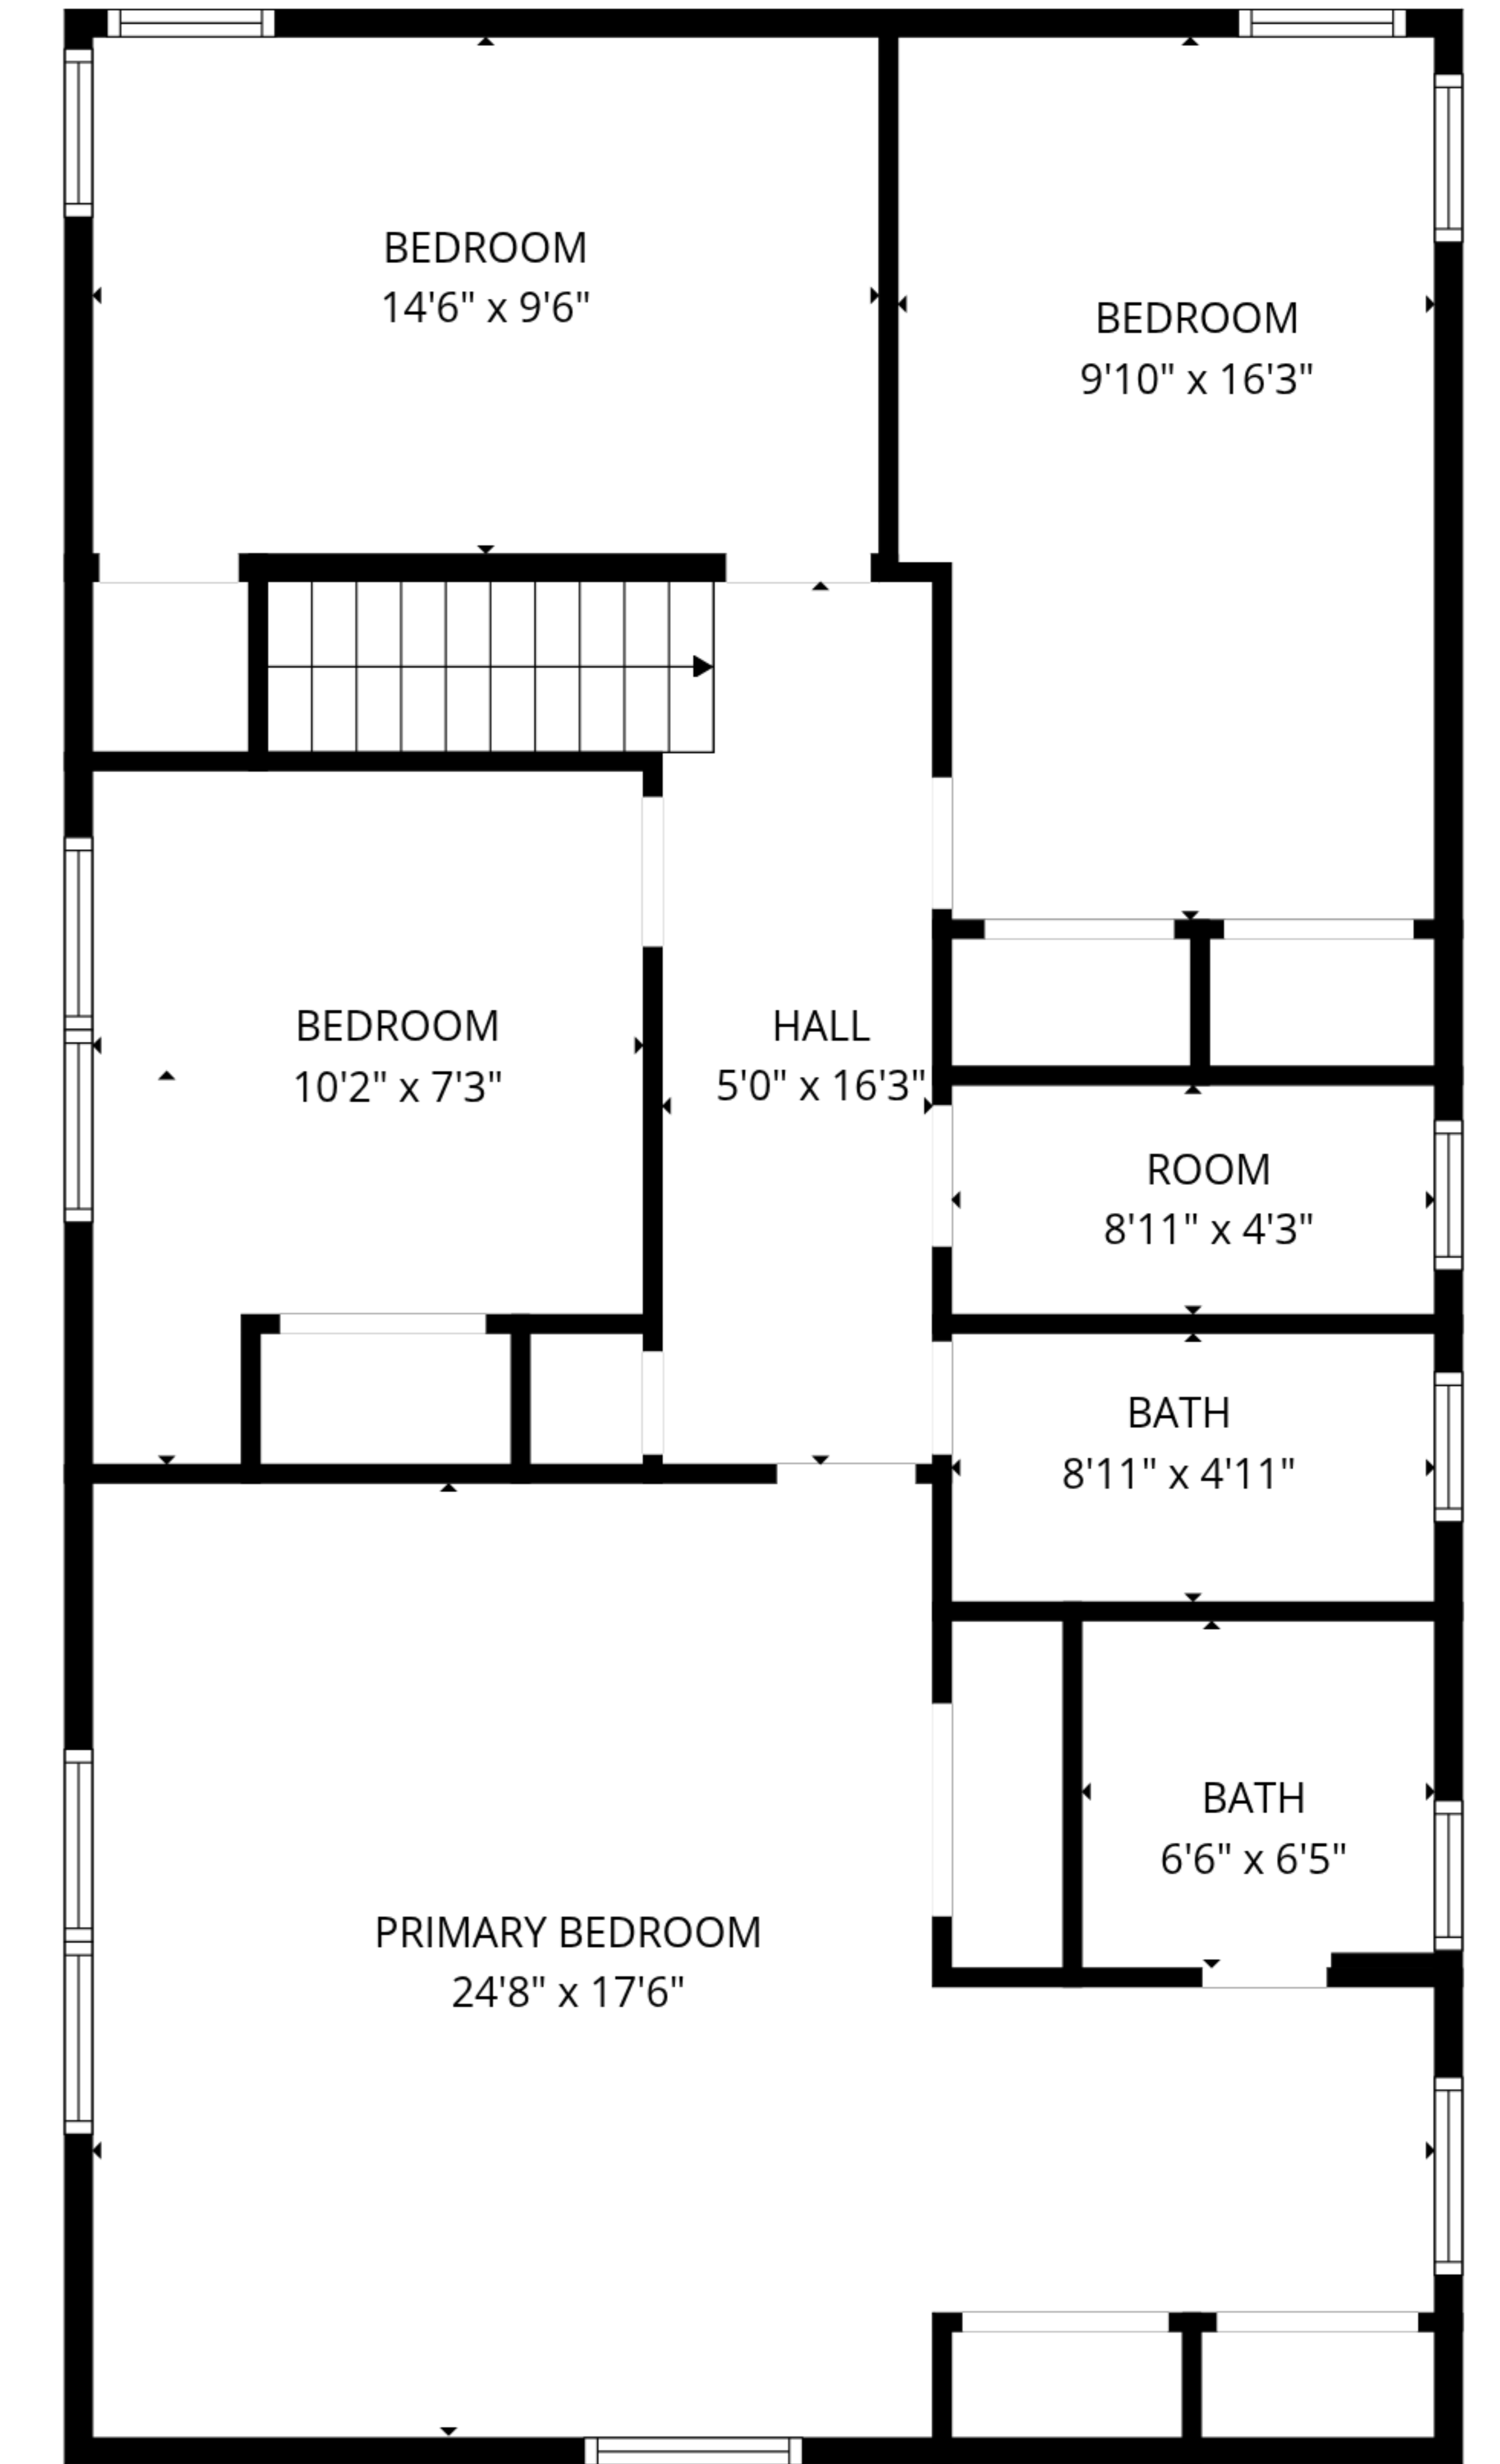 BEDROOM
14'6" x 9'6"
BEDROOM
9'10" x 16'3"
BEDROOM
10'2" x 7'3"
HALL
5'0" x 16'3"
ROOM
8'11" x 4'3"
BATH
8'11" x 4'11"
BATH
6'6" x 6'5"
PRIMARY BEDROOM
24'8" x 17'6"